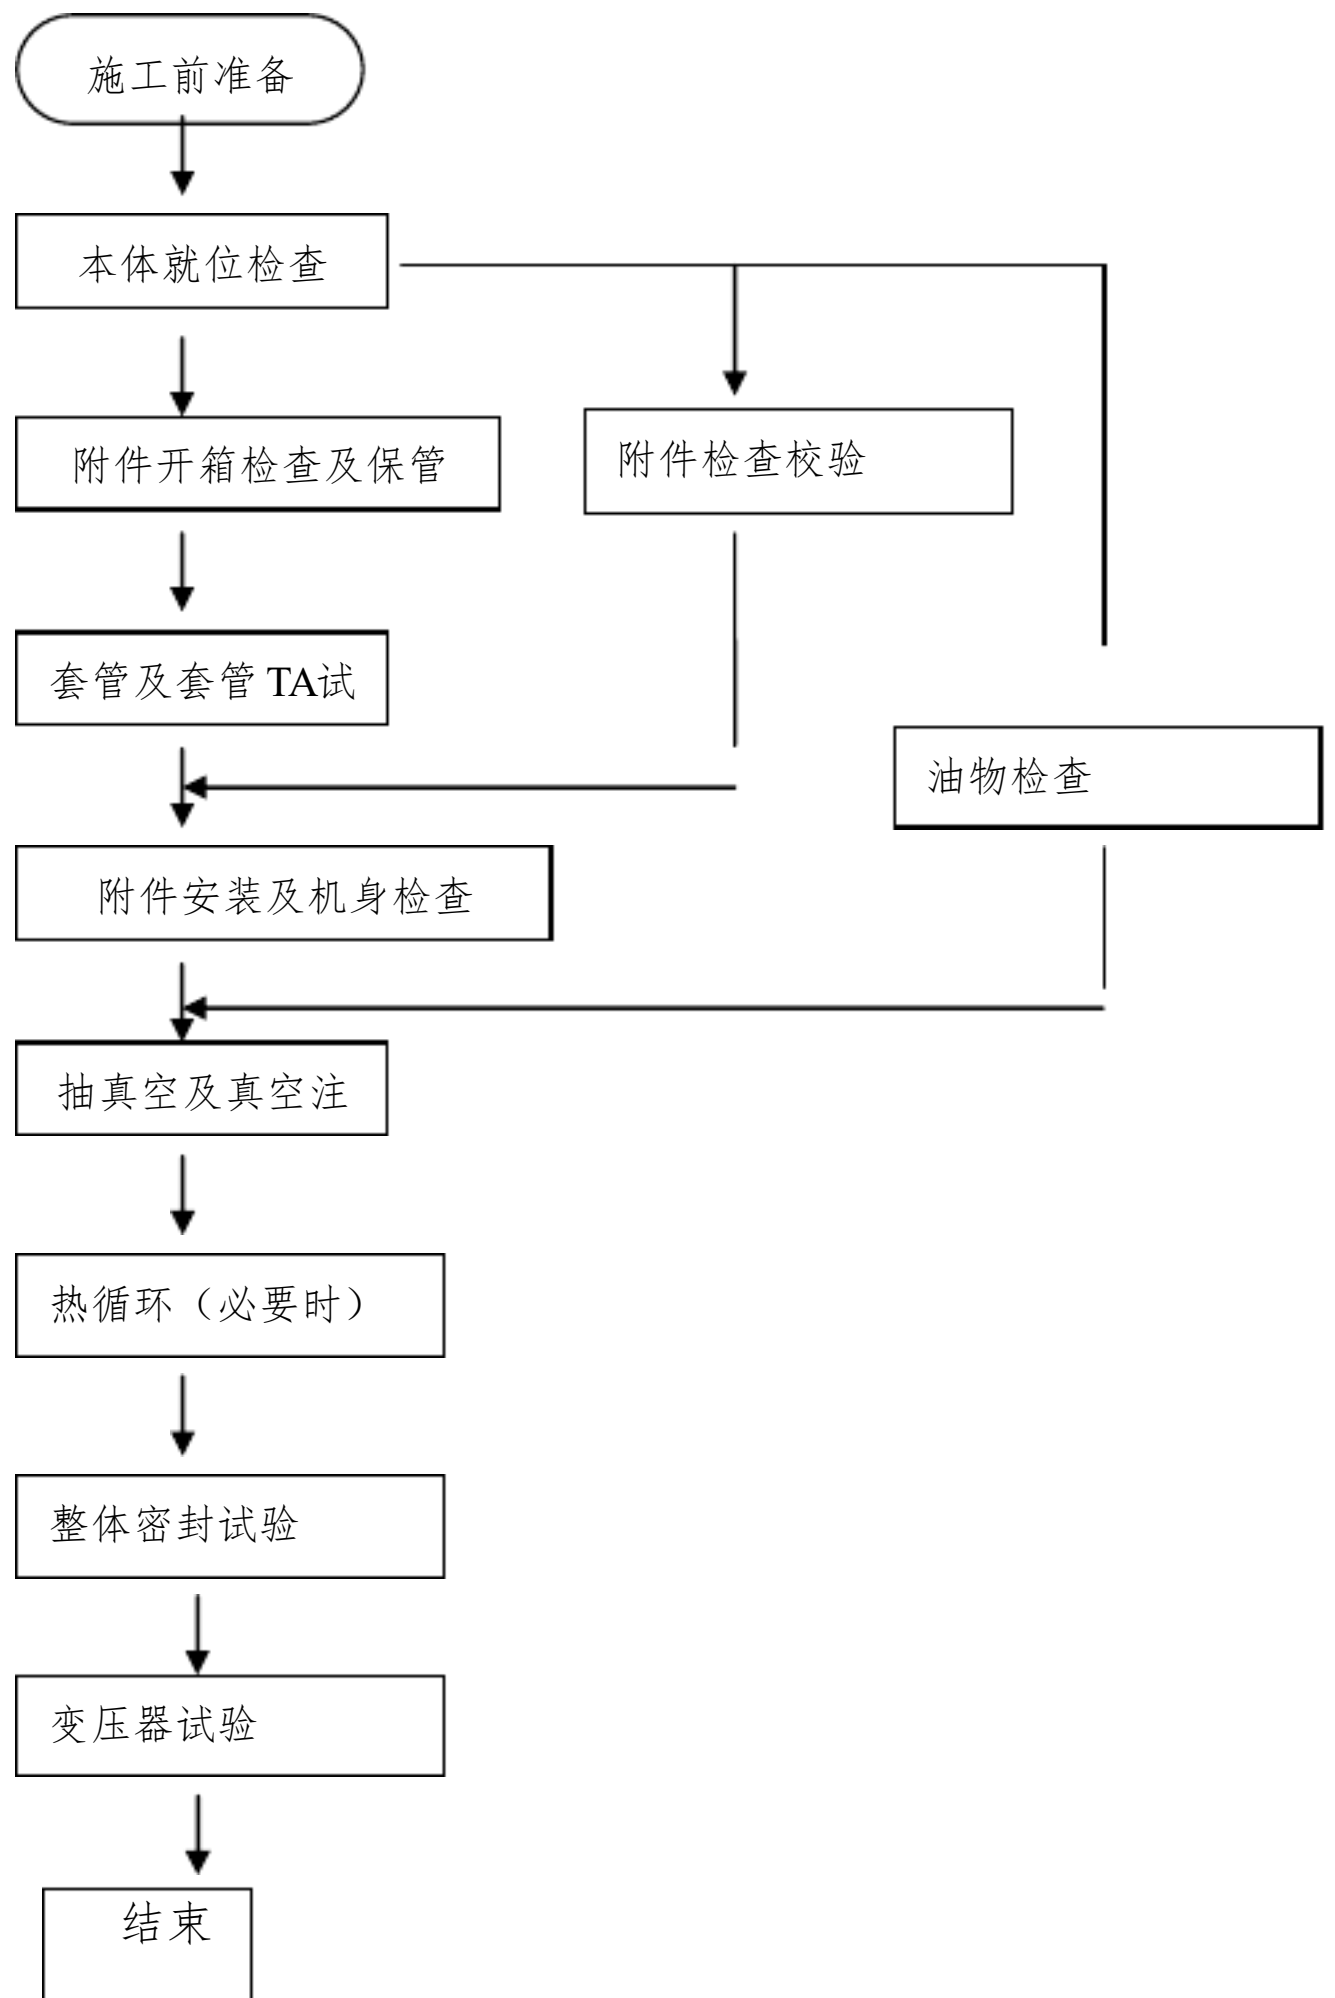 施工前准备
本体就位检查
附件开箱检查及保管
附件检查校验
套管及套管TA试
油物检查
附件安装及机身检查
抽真空及真空注
热循环（必要时）
整体密封试验
变压器试验
结束